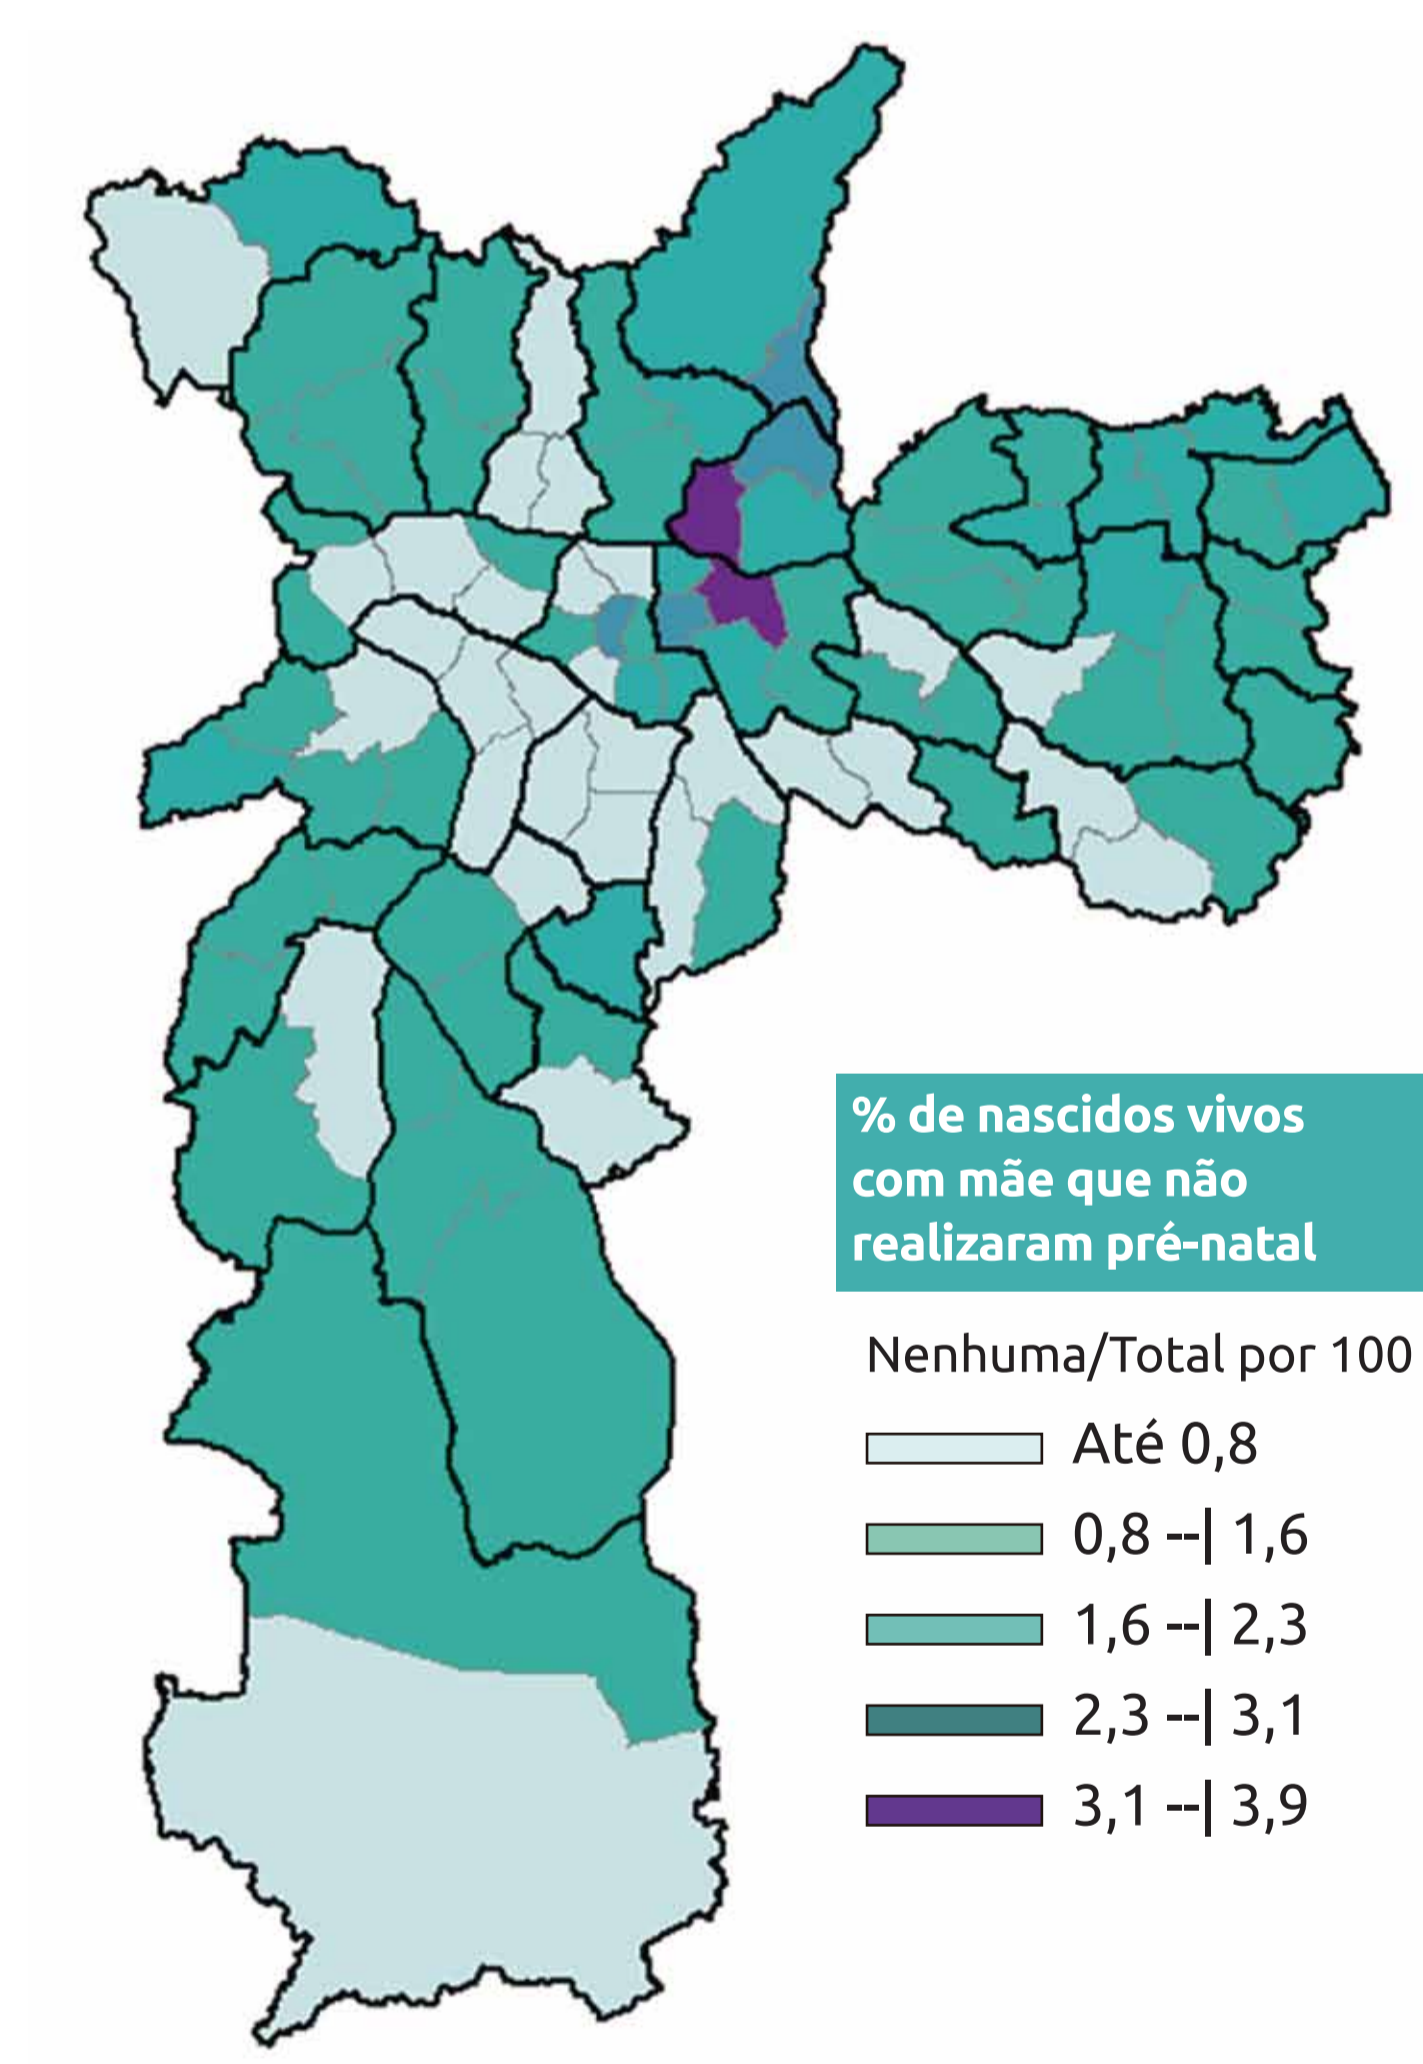 % de nascidos vivos
com mãe que não
realizaram pré-natal
Nenhuma/Total por 100
Até 0,8
0,8 --| 1,6
1,6 --| 2,3
2,3 --| 3,1
3,1 --| 3,9